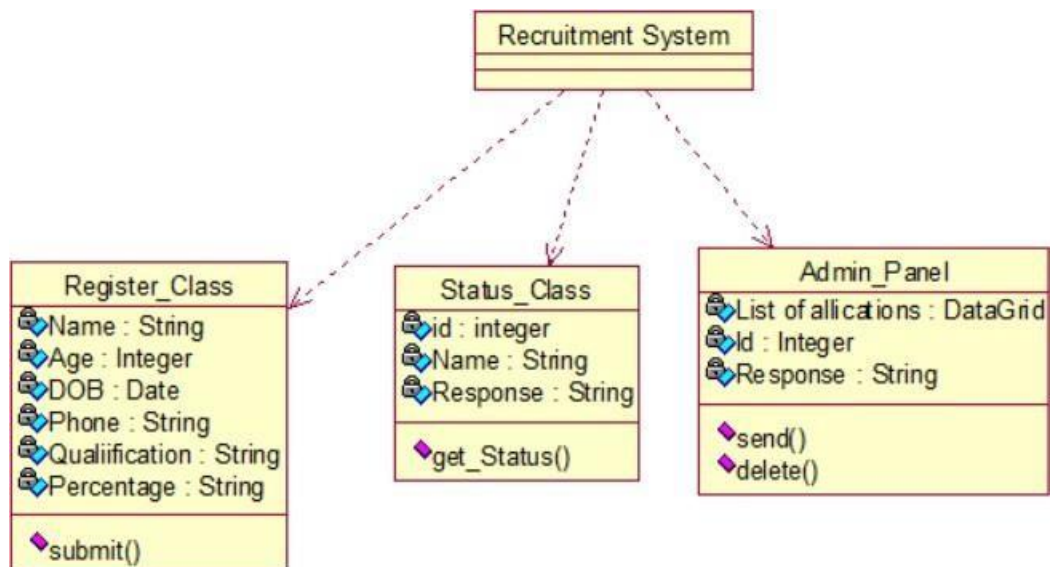 Recruitment System
Register_Class
Name : String
Age : Integer
DOB : Date
Phone : String
Qualiification : String
Percentage : String
submit()
Status_Class
id : integer
Name : String
Response : String
get_Status()
Admin_Panel
List of allications : DataGrid
Id : Integer
Response : String
send()
delete()